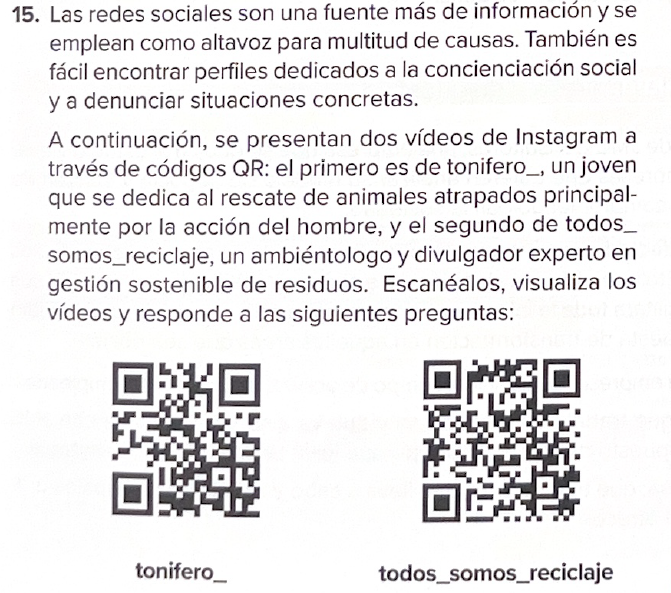 15. Las redes sociales son una fuente más de información y se
emplean como altavoz para multitud de causas. También es
fácil encontrar perfiles dedicados a la concienciación social
y a denunciar situaciones concretas.
A continuación, se presentan dos vídeos de Instagram a
través de códigos QR: el primero es de tonifero_, un joven
que se dedica al rescate de animales atrapados principal-
mente por la acción del hombre, y el segundo de todos_
somos_reciclaje, un ambiéntologo y divulgador experto en
gestión sostenible de residuos. Escanéalos, visualiza los
vídeos y responde a las siguientes preguntas:
tonifero_
todos_somos_reciclaje